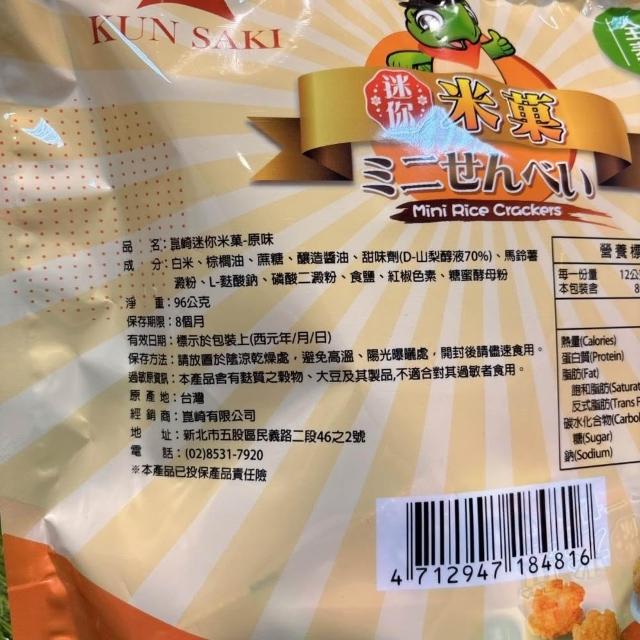 KUN SAKI
迷你
米菓
ミニせんべい
Mini Rice Crackers
品 名:崑崎迷你米菓-原味
成 分:白米、棕櫚油、蔗糖、釀造醬油、甜味劑(D-山梨醇液70%)、馬鈴薯
澱粉、L-麩酸鈉、磷酸二澱粉、食鹽、紅椒色素、糖蜜酵母粉
淨 重:96公克
保存期限:8個月
有效日期:標示於包裝上(西元年/月/日)
保存方法:請放置於陰涼乾燥處,避免高溫、陽光曝曬處,開封後請儘速食用。
過敏原資訊:本產品含有麩質之穀物、大豆及其製品,不適合對其過敏者食用。
原 產 地:台灣
經 銷 商:崑崎有限公司
地 址:新北市五股區民義路二段46之2號
電 話:(02)8531-7920
※本產品已投保產品責任險
營養標
每一份量 12公
本包裝含 8
熱量(Calories)
蛋白質(Protein)
脂肪(Fat)
飽和脂肪(Saturat
反式脂肪(Trans F
碳水化合物(Carbol
糖(Sugar)
鈉(Sodium)
4 712947 184816